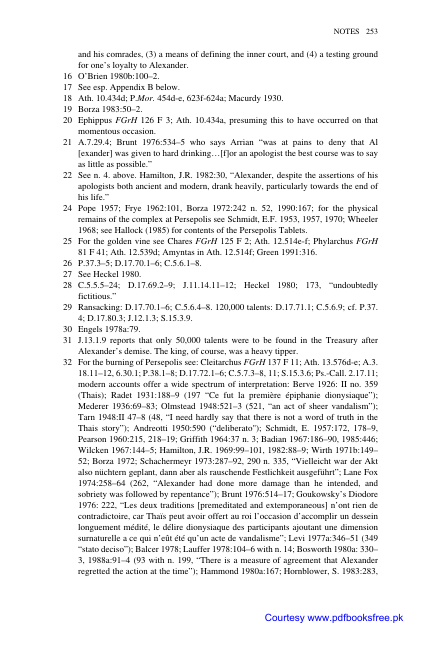 NOTES 253
and his comrades, (3) a means of defining the inner court, and (4) a testing ground
for one's loyalty to Alexander.
16 O'Brien 1980b:100–2.
17 See esp. Appendix B below.
18 Ath. 10.434d; P.Mor. 454d-e, 623f-624a; Macurdy 1930.
19 Borza 1983:50–2.
20 Ephippus FGrH 126 F 3; Ath. 10.434a, presuming this to have occurred on that
momentous occasion.
21 A.7.29.4; Brunt 1976:534–5 who says Arrian “was at pains to deny that Al
[exander] was given to hard drinking…[f]or an apologist the best course was to say
as little as possible.”
22 See n. 4. above. Hamilton, J.R. 1982:30, “Alexander, despite the assertions of his
apologists both ancient and modern, drank heavily, particularly towards the end of
his life.”
24 Pope 1957; Frye 1962:101, Borza 1972:242 n. 52, 1990:167; for the physical
remains of the complex at Persepolis see Schmidt, E.F. 1953, 1957, 1970; Wheeler
1968; see Hallock (1985) for contents of the Persepolis Tablets.
25 For the golden vine see Chares FGrH 125 F 2; Ath. 12.514e-f; Phylarchus FGrH
81 F 41; Ath. 12.539d; Amyntas in Ath. 12.514f; Green 1991:316.
26 P.37.3–5; D.17.70.1–6; C.5.6.1–8.
27 See Heckel 1980.
28 C.5.5.5–24; D.17.69.2–9; J.11.14.11–12; Heckel 1980; 173, “undoubtedly
fictitious.”
29 Ransacking: D.17.70.1–6; C.5.6.4–8. 120,000 talents: D.17.71.1; C.5.6.9; cf. P.37.
4; D.17.80.3; J.12.1.3; S.15.3.9.
30 Engels 1978a:79.
31 J.13.1.9 reports that only 50,000 talents were to be found in the Treasury after
Alexander's demise. The king, of course, was a heavy tipper.
32 For the burning of Persepolis see: Cleitarchus FGrH 137 F 11; Ath. 13.576d-e; A.3.
18.11–12, 6.30.1; P.38.1–8; D.17.72.1–6; C.5.7.3–8, 11; S.15.3.6; Ps.-Call. 2.17.11;
modern accounts offer a wide spectrum of interpretation: Berve 1926: II no. 359
(Thais); Radet 1931:188–9 (197 “Ce fut la première épiphanie dionysiaque”);
Mederer 1936:69–83; Olmstead 1948:521–3 (521, “an act of sheer vandalism”);
Tarn 1948:II 47–8 (48, “I need hardly say that there is not a word of truth in the
Thais story”); Andreotti 1950:590 (“deliberato”); Schmidt, E. 1957:172, 178–9,
Pearson 1960:215, 218–19; Griffith 1964:37 n. 3; Badian 1967:186–90, 1985:446;
Wilcken 1967:144–5; Hamilton, J.R. 1969:99–101, 1982:88–9; Wirth 1971b:149–
52; Borza 1972; Schachermeyr 1973:287–92, 290 n. 335, “Vielleicht war der Akt
also nüchtern geplant, dann aber als rauschende Festlichkeit ausgeführt”; Lane Fox
1974:258–64 (262, “Alexander had done more damage than he intended, and
sobriety was followed by repentance”); Brunt 1976:514–17; Goukowsky's Diodore
1976: 222, “Les deux traditions [premeditated and extemporaneous] n'ont rien de
contradictoire, car Thaïs peut avoir offert au roi l'occasion d'accomplir un dessein
longuement médité, le délire dionysiaque des participants ajoutant une dimension
surnaturelle a ce qui n'eût été qu'un acte de vandalisme”; Levi 1977a:346–51 (349
“stato deciso”); Balcer 1978; Lauffer 1978:104–6 with n. 14; Bosworth 1980a: 330–
3, 1988a:91–4 (93 with n. 199, “There is a measure of agreement that Alexander
regretted the action at the time”); Hammond 1980a:167; Hornblower, S. 1983:283,
Courtesy www.pdfbooksfree.pk